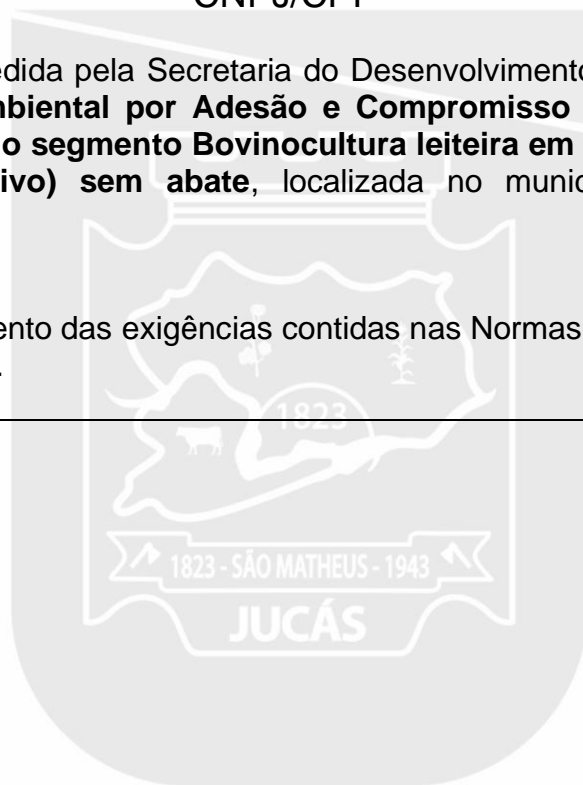 CNPJ/CPF
edida pela Secretaria do Desenvolvimento
mbiental por Adesão e Compromisso
o segmento Bovinocultura leiteira em
ivo) sem abate, localizada no munic
ento das exigências contidas nas Normas
.
1823
1823 - SÃO MATHEUS - 1943
JUCÁS